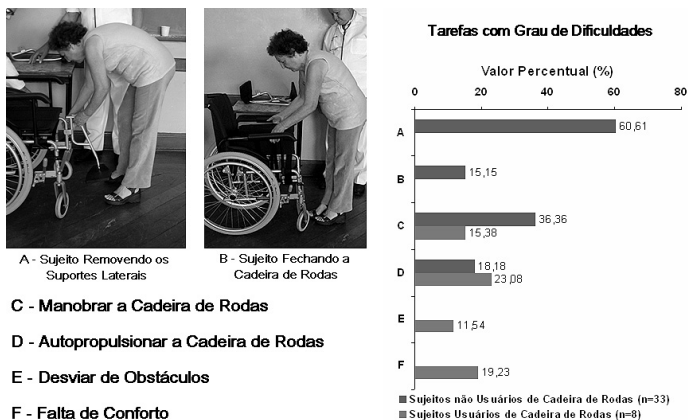 A - Sujeito Removendo os
Suportes Laterais
B - Sujeito Fechando a
Cadeira de Rodas
C - Manobrar a Cadeira de Rodas
D - Autopropulsionar a Cadeira de Rodas
E - Desviar de Obstáculos
F - Falta de Conforto
Tarefas com Grau de Dificuldades
Valor Percentual (%)
0 20 40 60 80
A 60,61
B 15,15
C 36,36
15,38
D 18,18
23,08
E 11,54
F 19,23
Sujeitos não Usuários de Cadeira de Rodas (n=33)
Sujeitos Usuários de Cadeira de Rodas (n=8)